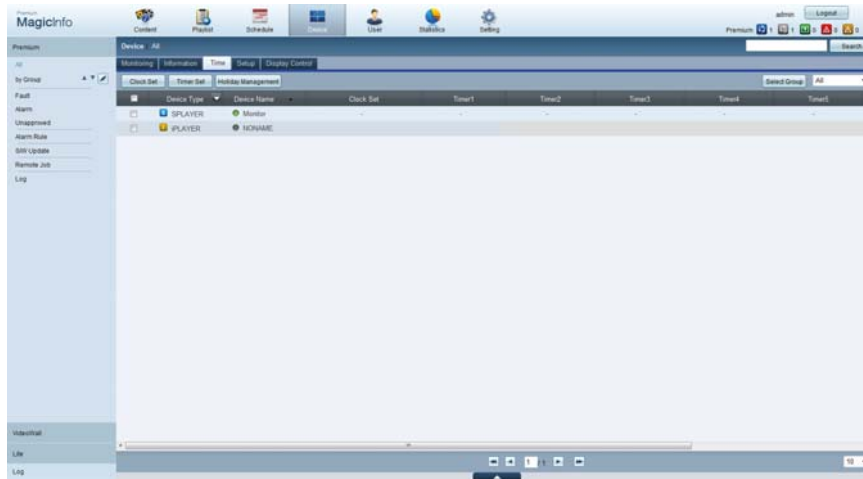 Premium
MagicInfo
Content Playlist Schedule Device User Statistics Setting
admin Logout
Premium 1 1 0 0 0
Premium
Device All
Search
All
Monitoring Information Time Setup Display Control
by Group
Clock Set Timer Set Holiday Management
Select Group All
Fault
Device Type Device Name Clock Set Timer1 Timer2 Timer3 Timer4 Timer5
Alarm
SPLAYER Monitor - - - - - -
Unapproved
iPLAYER NONAME
Alarm Rule
S/W Update
Remote Job
Log
VideoWall
Lite
1 / 1
10
Log